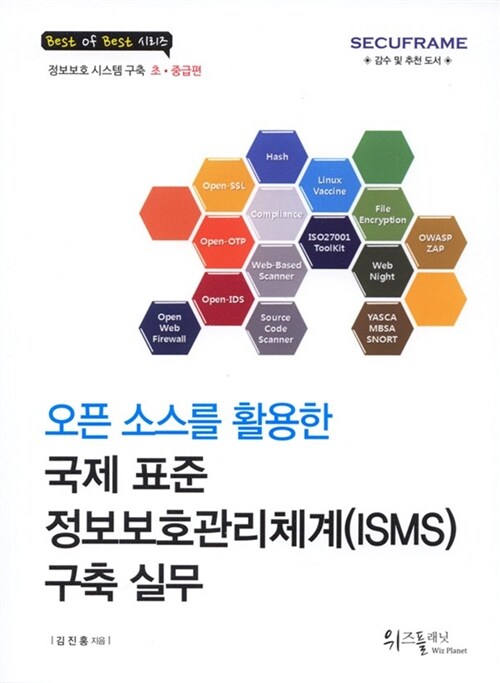 Best of Best 시리즈
정보보호 시스템 구축 초·중급편
SECUFRAME
◈ 감수 및 추천 도서 ◈
Hash
Open-SSL
Linux
Vaccine
Compliance
File
Encryption
Open-OTP
ISO27001
ToolKit
OWASP
ZAP
Web-Based
Scanner
Web
Night
Open-IDS
Open
Web
Firewall
Source
Code
Scanner
YASCA
MBSA
SNORT
오픈 소스를 활용한
국제 표준
정보보호관리체계(ISMS)
구축 실무
| 김진홍 지음 |
위즈플래닛
Wiz Planet